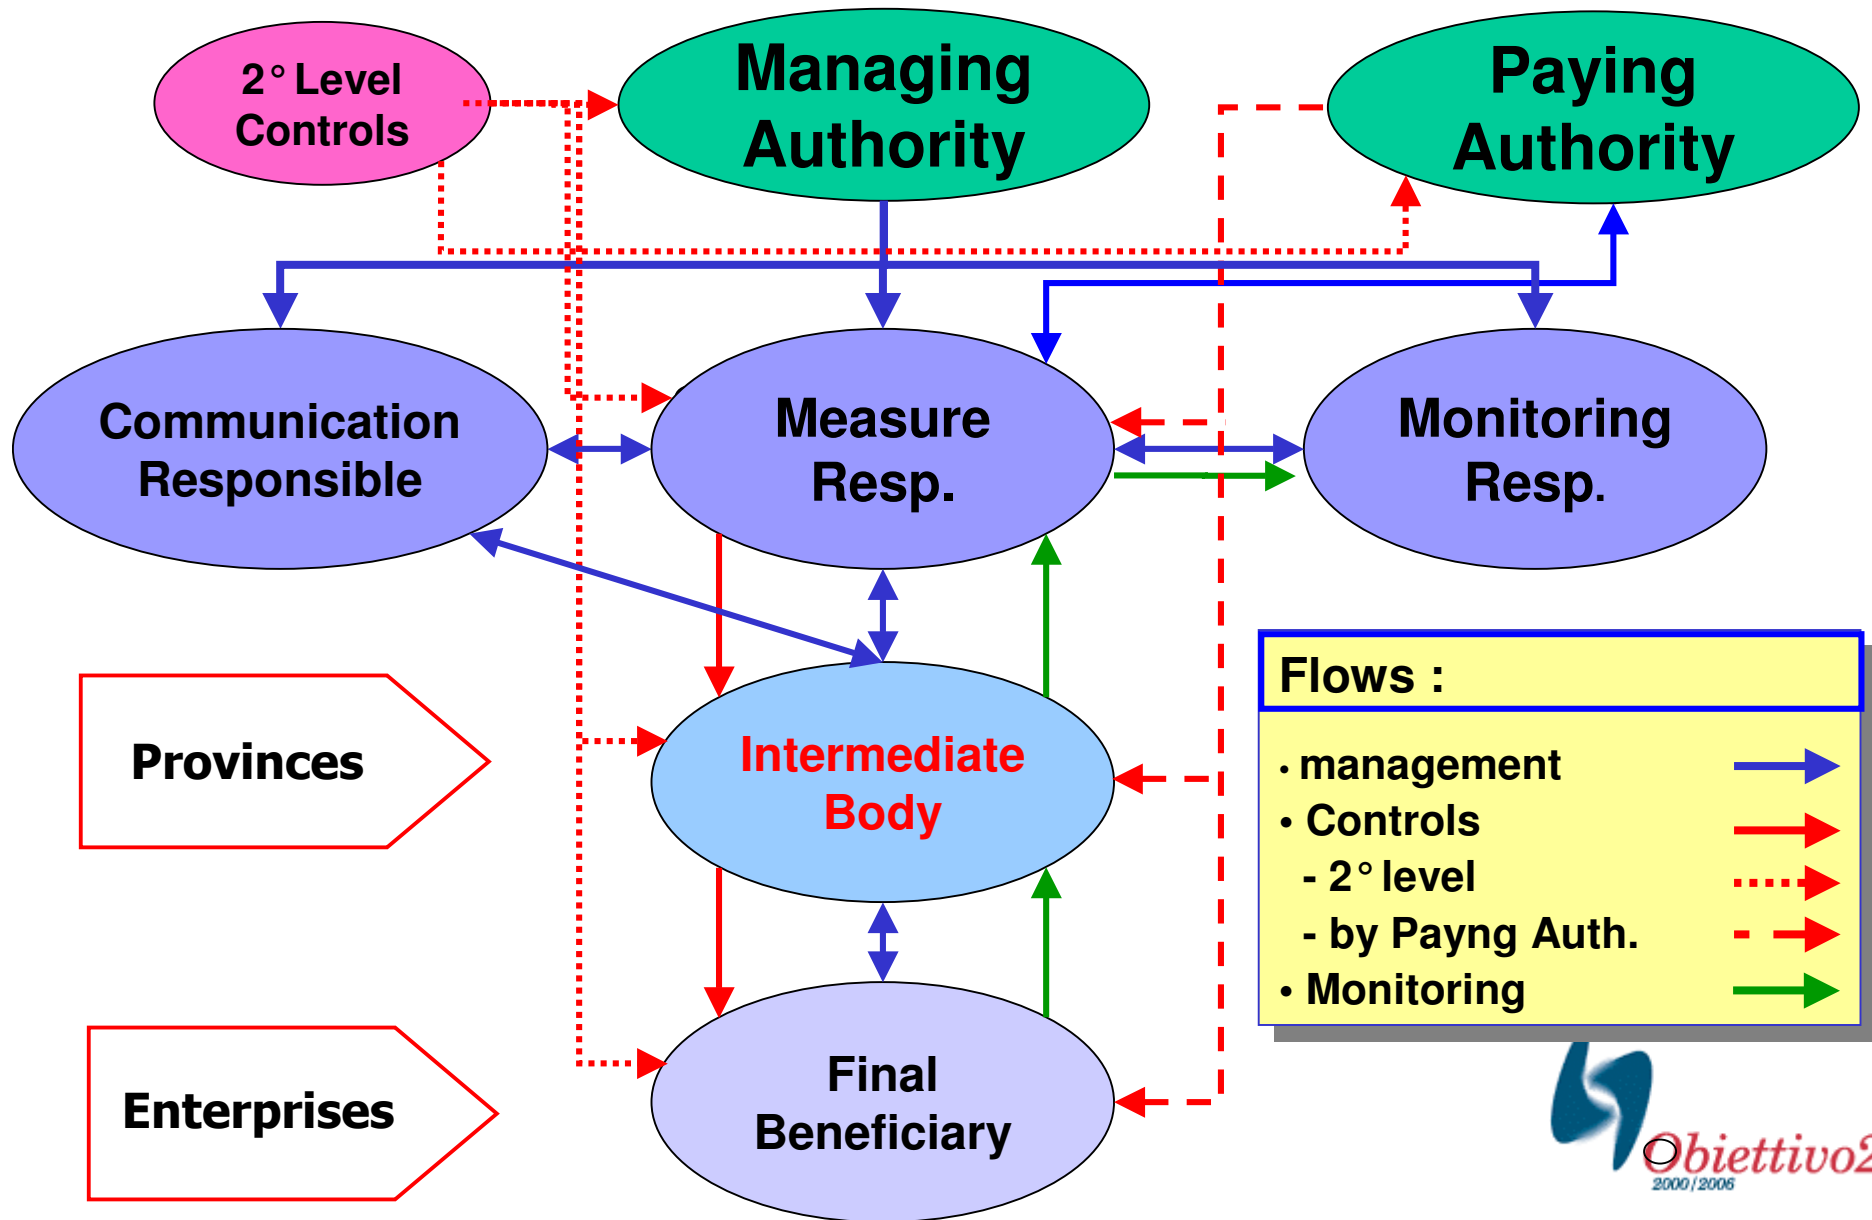 2° Level
Controls
Managing
Authority
Paying
Authority
Communication
Responsible
Measure
Resp.
Monitoring
Resp.
Provinces
Intermediate
Body
Flows :
• management
• Controls
- 2° level
- by Payng Auth.
• Monitoring
Enterprises
Final
Beneficiary
Obiettivo2
2000/2006